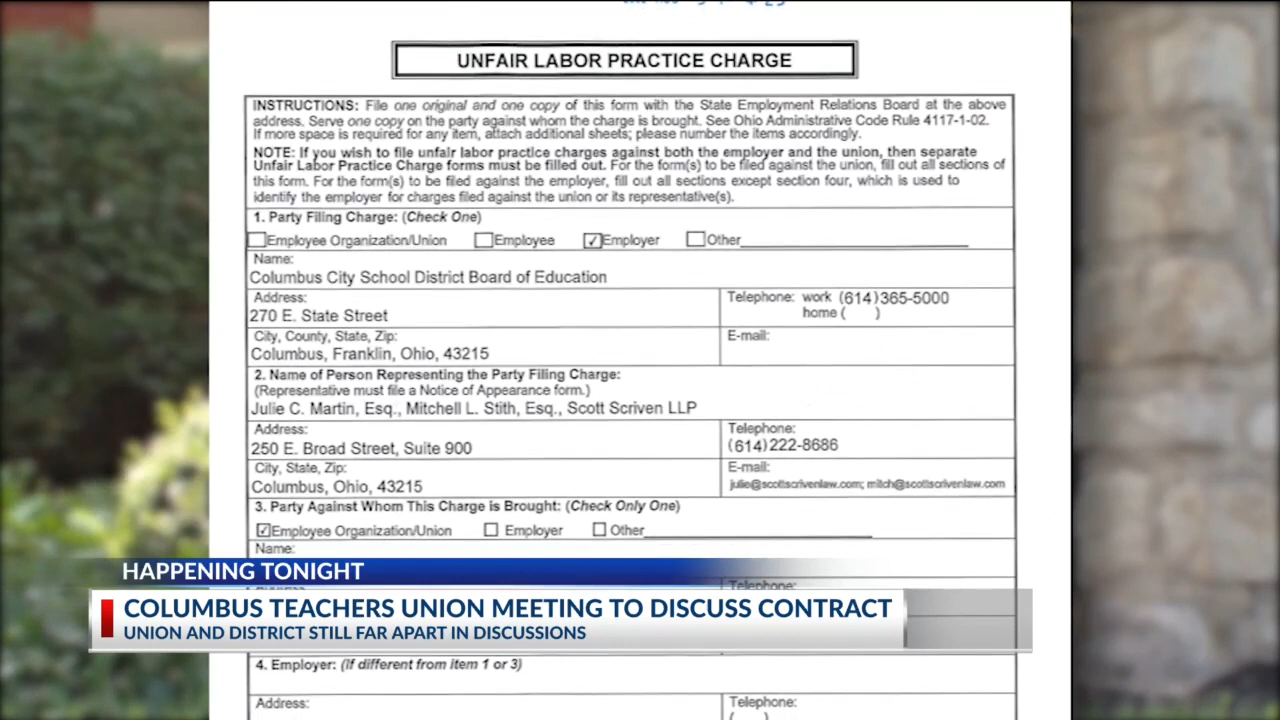 UNFAIR LABOR PRACTICE CHARGE
INSTRUCTIONS: File one original and one copy of this form with the State Employment Relations Board at the above
address. Serve one copy on the party against whom the charge is brought. See Ohio Administrative Code Rule 4117-1-02.
If more space is required for any item, attach additional sheets; please number the items accordingly.
NOTE: If you wish to file unfair labor practice charges against both the employer and the union, then separate
Unfair Labor Practice Charge forms must be filled out. For the form(s) to be filed against the union, fill out all sections of
this form. For the form(s) to be filed against the employer, fill out all sections except section four, which is used to
identify the employer for charges filed against the union or its representative(s).
1. Party Filing Charge: (Check One)
Employee Organization/Union Employee ✓ Employer Other
Name:
Columbus City School District Board of Education
Address:
270 E. State Street
Telephone: work (614)365-5000
home ( )
City, County, State, Zip:
Columbus, Franklin, Ohio, 43215
E-mail:
2. Name of Person Representing the Party Filing Charge:
(Representative must file a Notice of Appearance form.)
Julie C. Martin, Esq., Mitchell L. Stith, Esq., Scott Scriven LLP
Address:
250 E. Broad Street, Suite 900
Telephone:
(614)222-8686
City, State, Zip:
Columbus, Ohio, 43215
E-mail:
julie@scottscrivenlaw.com; mitch@scottscrivenlaw.com
3. Party Against Whom This Charge is Brought: (Check Only One)
✓ Employee Organization/Union Employer Other
Name:
Telephone:
HAPPENING TONIGHT
COLUMBUS TEACHERS UNION MEETING TO DISCUSS CONTRACT
UNION AND DISTRICT STILL FAR APART IN DISCUSSIONS
4. Employer: (If different from item 1 or 3)
Address:
Telephone:
( )